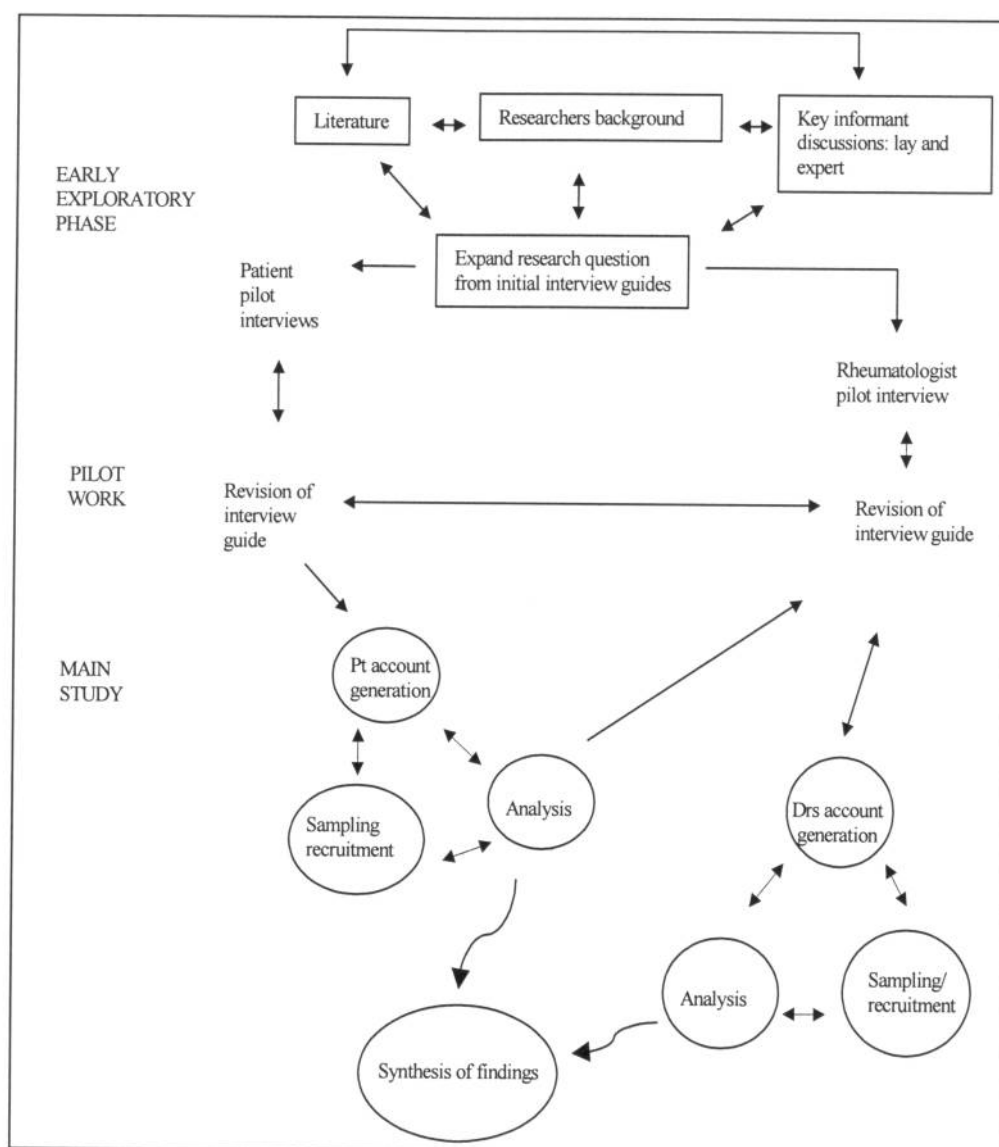 Literature
Researchers background
Key informant
discussions: lay and
expert
EARLY
EXPLORATORY
PHASE
Expand research question
from initial interview guides
Patient
pilot
interviews
Rheumatologist
pilot interview
PILOT
WORK
Revision of
interview
guide
Revision of
interview guide
MAIN
STUDY
Pt account
generation
Sampling
recruitment
Analysis
Drs account
generation
Analysis
Sampling/
recruitment
Synthesis of findings